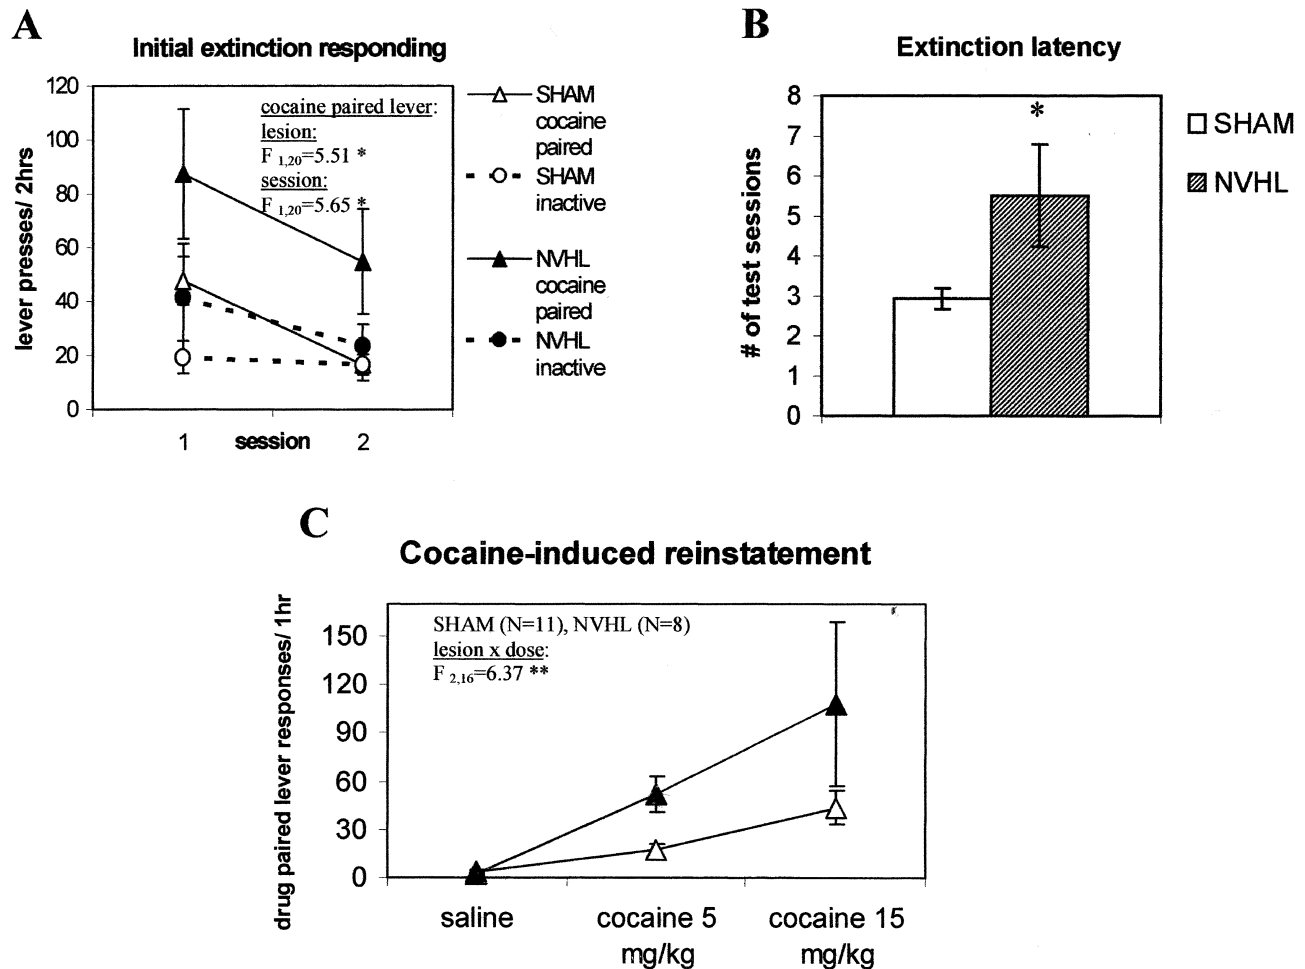 A
Initial extinction responding
120
100
80
60
40
20
0
lever presses/ 2hrs
cocaine paired lever:
lesion:
F 1,20=5.51 *
session:
F 1,20=5.65 *
1 session 2
SHAM
cocaine
paired
SHAM
inactive
NVHL
cocaine
paired
NVHL
inactive
B
Extinction latency
8
7
6
5
4
3
2
1
0
# of test sessions
*
SHAM
NVHL
C
Cocaine-induced reinstatement
150
120
90
60
30
0
drug paired lever responses/ 1hr
SHAM (N=11), NVHL (N=8)
lesion x dose:
F 2,16=6.37 **
saline
cocaine 5
mg/kg
cocaine 15
mg/kg